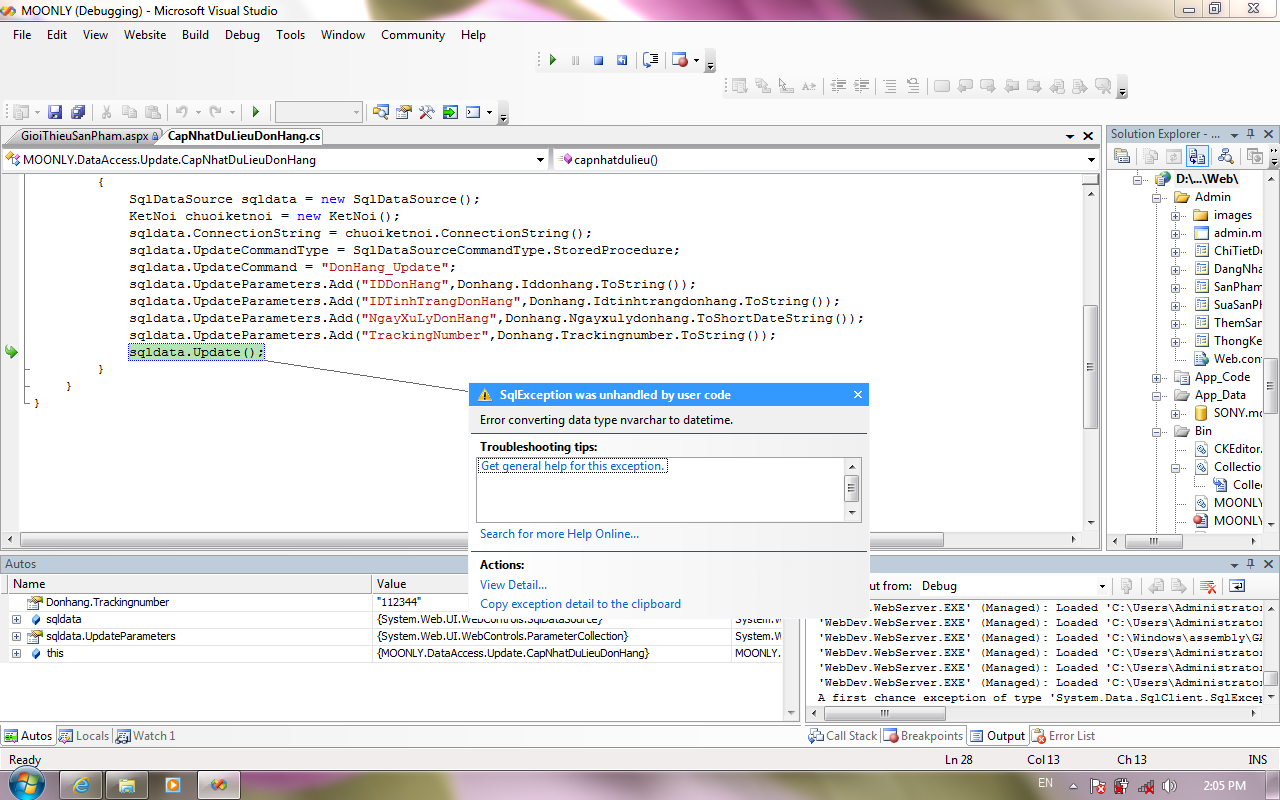 MOONLY (Debugging) - Microsoft Visual Studio
File Edit View Website Build Debug Tools Window Community Help
GioiThieuSanPham.aspx CapNhatDuLieuDonHang.cs
MOONLY.DataAccess.Update.CapNhatDuLieuDonHang capnhatdulieu()
{
SqlDataSource sqldata = new SqlDataSource();
KetNoi chuoiketnoi = new KetNoi();
sqldata.ConnectionString = chuoiketnoi.ConnectionString();
sqldata.UpdateCommandType = SqlDataSourceCommandType.StoredProcedure;
sqldata.UpdateCommand = "DonHang_Update";
sqldata.UpdateParameters.Add("IDDonHang",Donhang.Iddonhang.ToString());
sqldata.UpdateParameters.Add("IDTinhTrangDonHang",Donhang.Idtinhtrangdonhang.ToString());
sqldata.UpdateParameters.Add("NgayXuLyDonHang",Donhang.Ngayxulydonhang.ToShortDateString());
sqldata.UpdateParameters.Add("TrackingNumber",Donhang.Trackingnumber.ToString());
sqldata.Update();
}
}
}
SqlException was unhandled by user code
Error converting data type nvarchar to datetime.
Troubleshooting tips:
Get general help for this exception.
Search for more Help Online...
Actions:
View Detail...
Copy exception detail to the clipboard
Solution Explorer - ...
D:\...\Web\
Admin
images
admin.m
ChiTietD
DangNha
SanPham
SuaSanP
ThemSan
ThongKe
Web.con
App_Code
App_Data
SONY.mc
Bin
CKEditor.
Collection
Collec
MOONLY
MOONLY
Autos
Name Value
Donhang.Trackingnumber "112344"
sqldata {System.Web.UI.WebControls.SqlDataSource} System.W
sqldata.UpdateParameters {System.Web.UI.WebControls.ParameterCollection} System.W
this {MOONLY.DataAccess.Update.CapNhatDuLieuDonHang} MOONLY.
ut from: Debug
'WebDev.WebServer.EXE' (Managed): Loaded 'C:\Users\Administrator
'WebDev.WebServer.EXE' (Managed): Loaded 'C:\Users\Administrator
'WebDev.WebServer.EXE' (Managed): Loaded 'C:\Windows\assembly\GA
'WebDev.WebServer.EXE' (Managed): Loaded 'C:\Users\Administrator
'WebDev.WebServer.EXE' (Managed): Loaded 'C:\Users\Administrator
'WebDev.WebServer.EXE' (Managed): Loaded 'C:\Users\Administrator
A first chance exception of type 'System.Data.SqlClient.SqlExcep
Autos Locals Watch 1
Call Stack Breakpoints Output Error List
Ready Ln 28 Col 13 Ch 13 INS
EN 2:05 PM